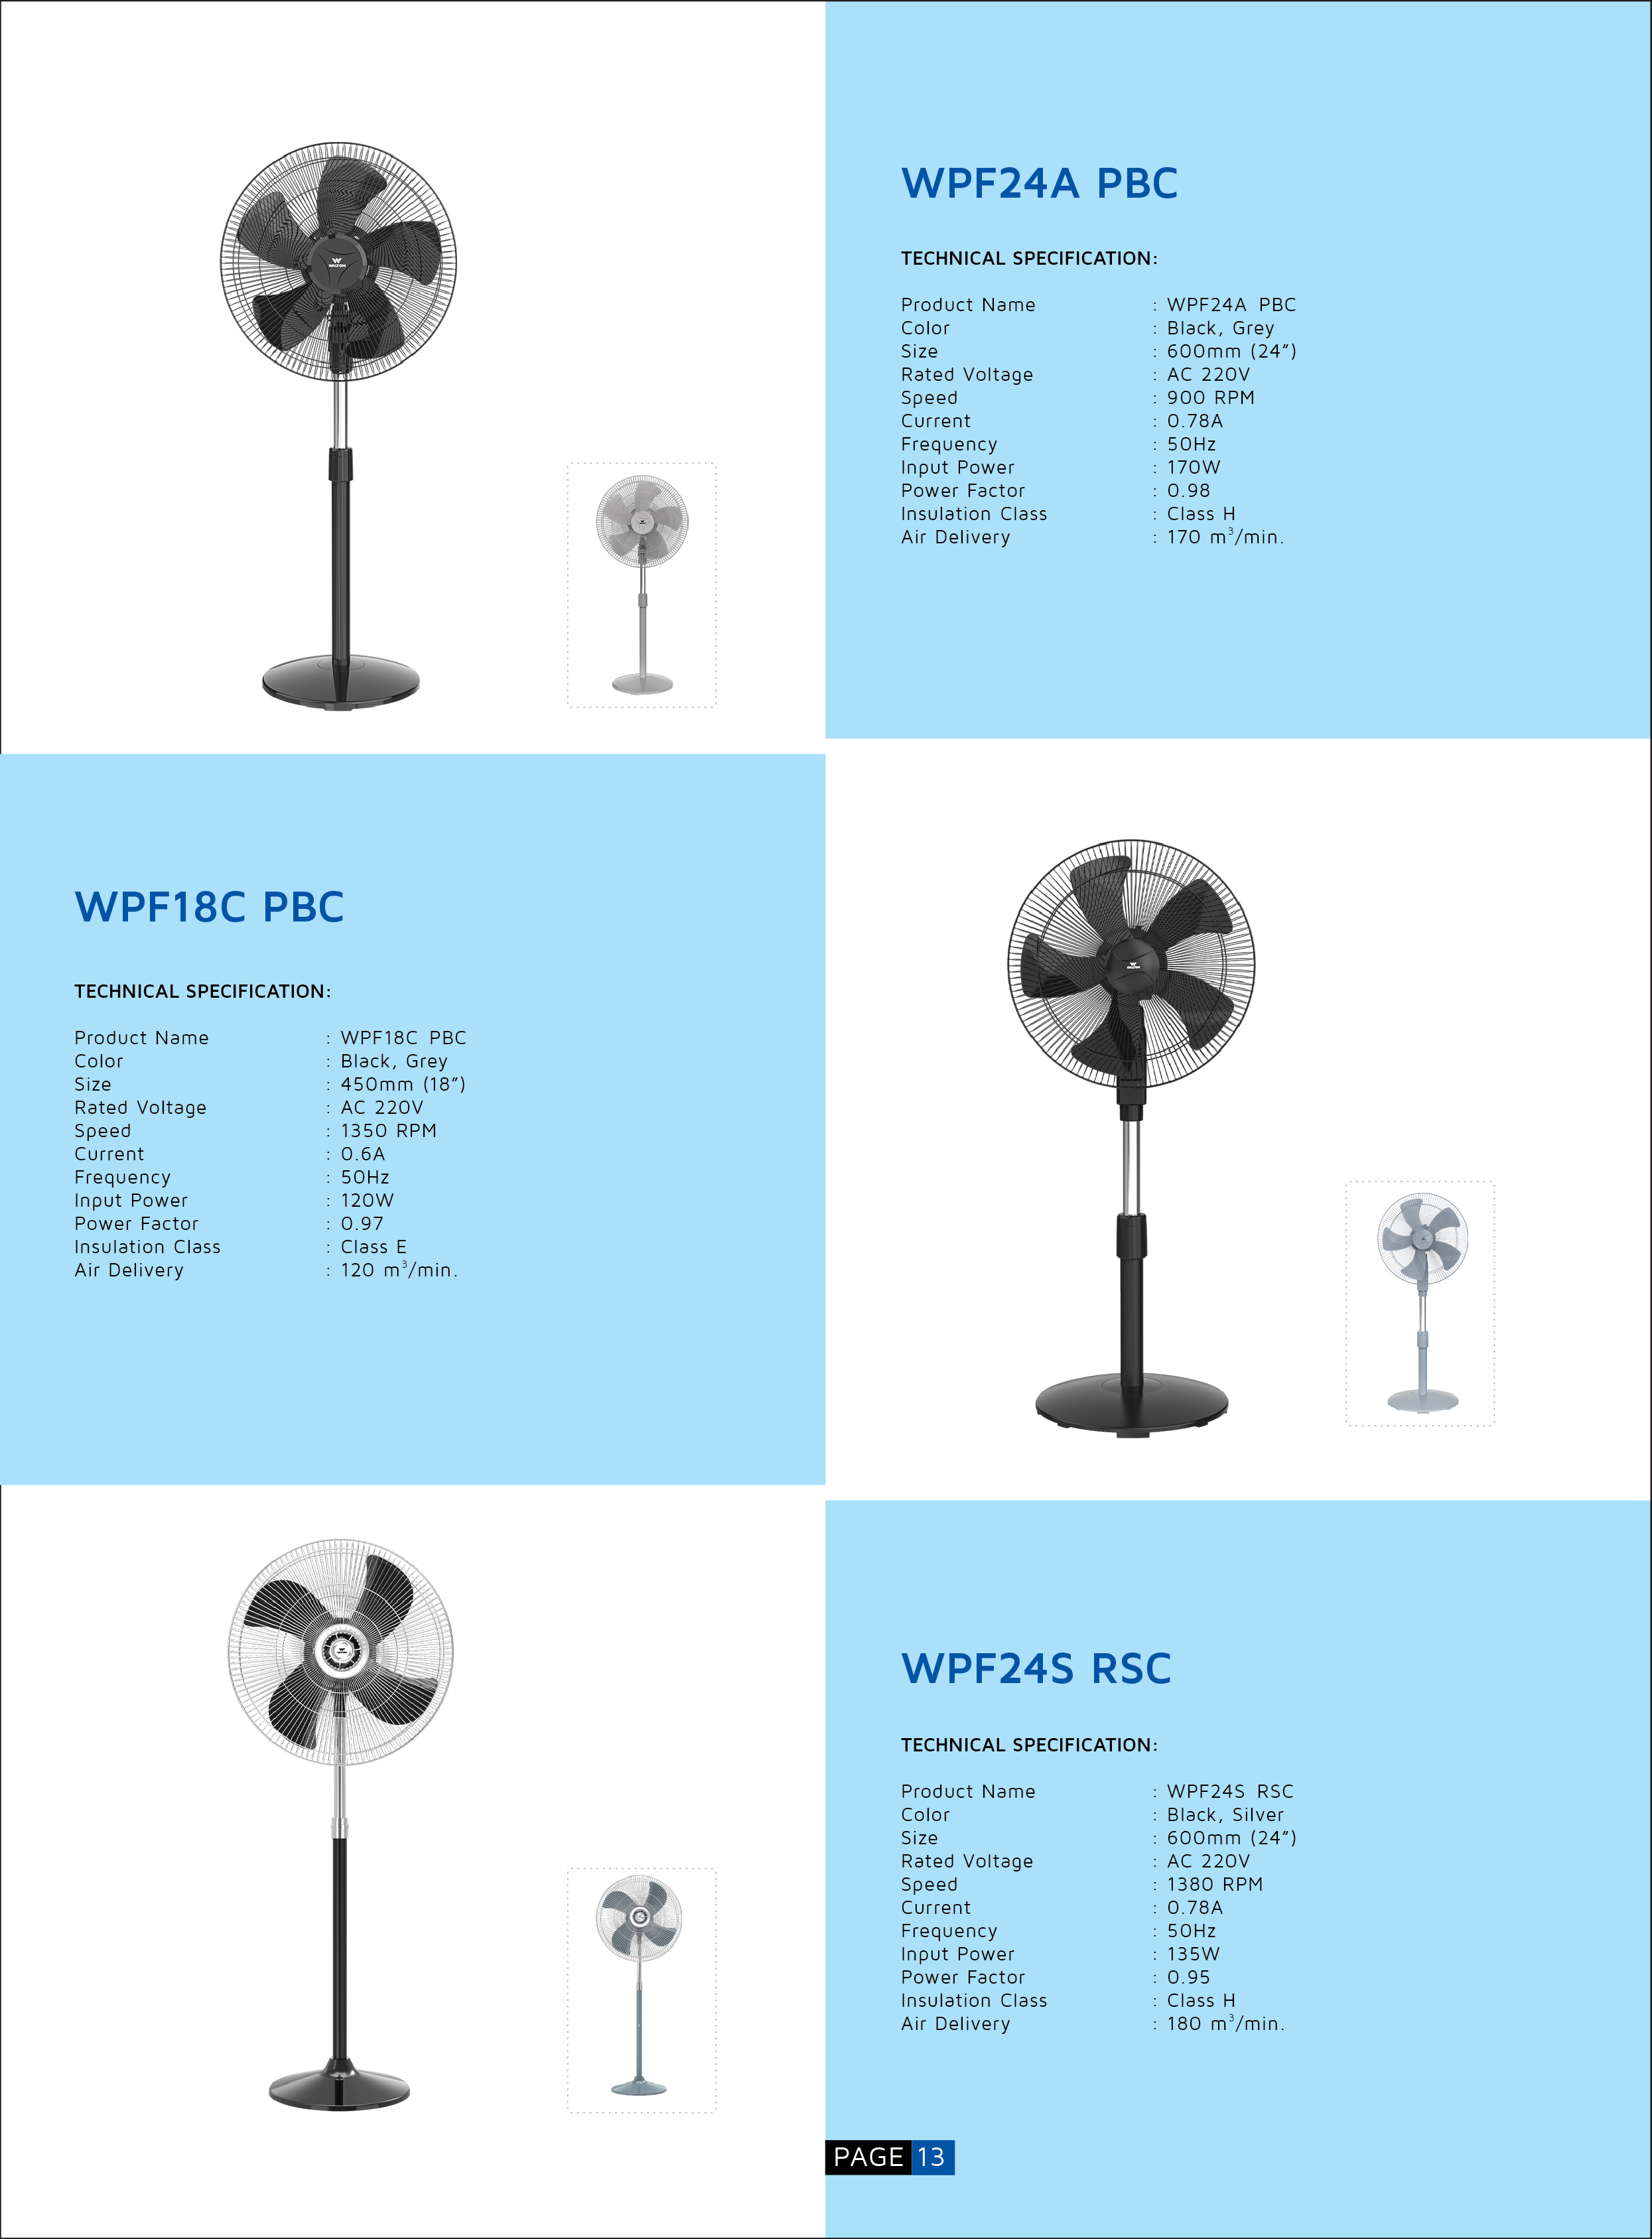 WALTON
WPF24A PBC
TECHNICAL SPECIFICATION:
Product Name : WPF24A PBC
Color : Black, Grey
Size : 600mm (24”)
Rated Voltage : AC 220V
Speed : 900 RPM
Current : 0.78A
Frequency : 50Hz
Input Power : 170W
Power Factor : 0.98
Insulation Class : Class H
Air Delivery : 170 m³/min.
WPF18C PBC
TECHNICAL SPECIFICATION:
Product Name : WPF18C PBC
Color : Black, Grey
Size : 450mm (18”)
Rated Voltage : AC 220V
Speed : 1350 RPM
Current : 0.6A
Frequency : 50Hz
Input Power : 120W
Power Factor : 0.97
Insulation Class : Class E
Air Delivery : 120 m³/min.
WALTON
WPF24S RSC
TECHNICAL SPECIFICATION:
Product Name : WPF24S RSC
Color : Black, Silver
Size : 600mm (24”)
Rated Voltage : AC 220V
Speed : 1380 RPM
Current : 0.78A
Frequency : 50Hz
Input Power : 135W
Power Factor : 0.95
Insulation Class : Class H
Air Delivery : 180 m³/min.
PAGE 13